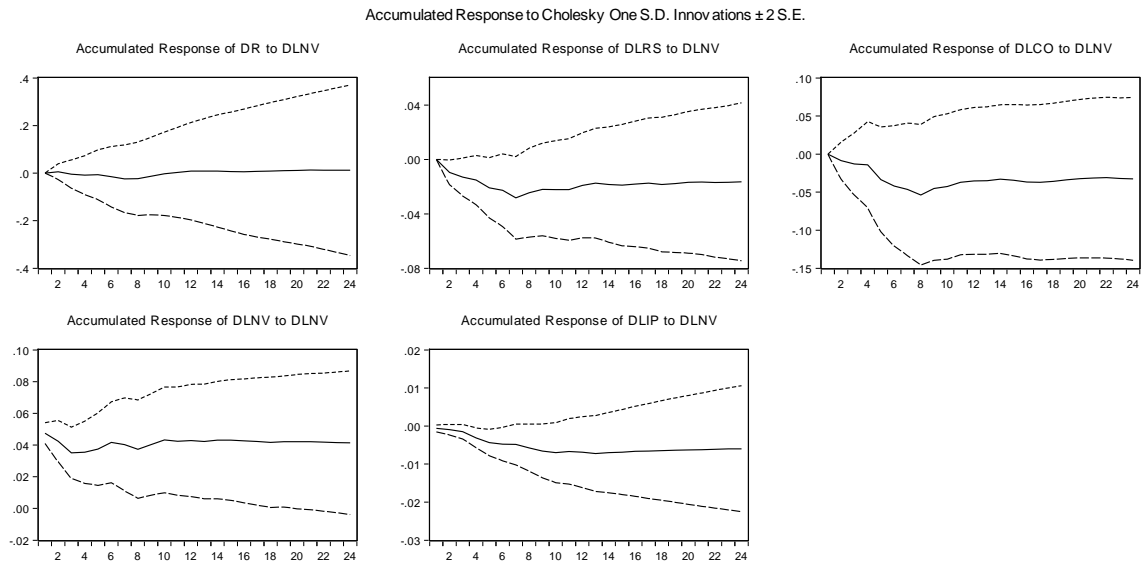 Accumulated Response to Cholesky One S.D. Innovations ± 2 S.E.
Accumulated Response of DR to DLNV
.4
.2
.0
-.2
-.4
2 4 6 8 10 12 14 16 18 20 22 24
Accumulated Response of DLRS to DLNV
.04
.00
-.04
-.08
2 4 6 8 10 12 14 16 18 20 22 24
Accumulated Response of DLCO to DLNV
.10
.05
.00
-.05
-.10
-.15
2 4 6 8 10 12 14 16 18 20 22 24
Accumulated Response of DLNV to DLNV
.10
.08
.06
.04
.02
.00
-.02
2 4 6 8 10 12 14 16 18 20 22 24
Accumulated Response of DLIP to DLNV
.02
.01
.00
-.01
-.02
-.03
2 4 6 8 10 12 14 16 18 20 22 24